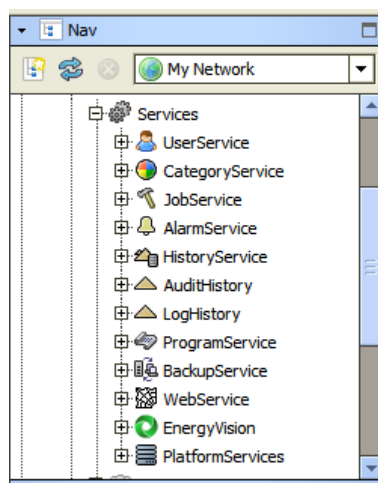 Nav
My Network
Services
UserService
CategoryService
JobService
AlarmService
HistoryService
AuditHistory
LogHistory
ProgramService
BackupService
WebService
EnergyVision
PlatformServices